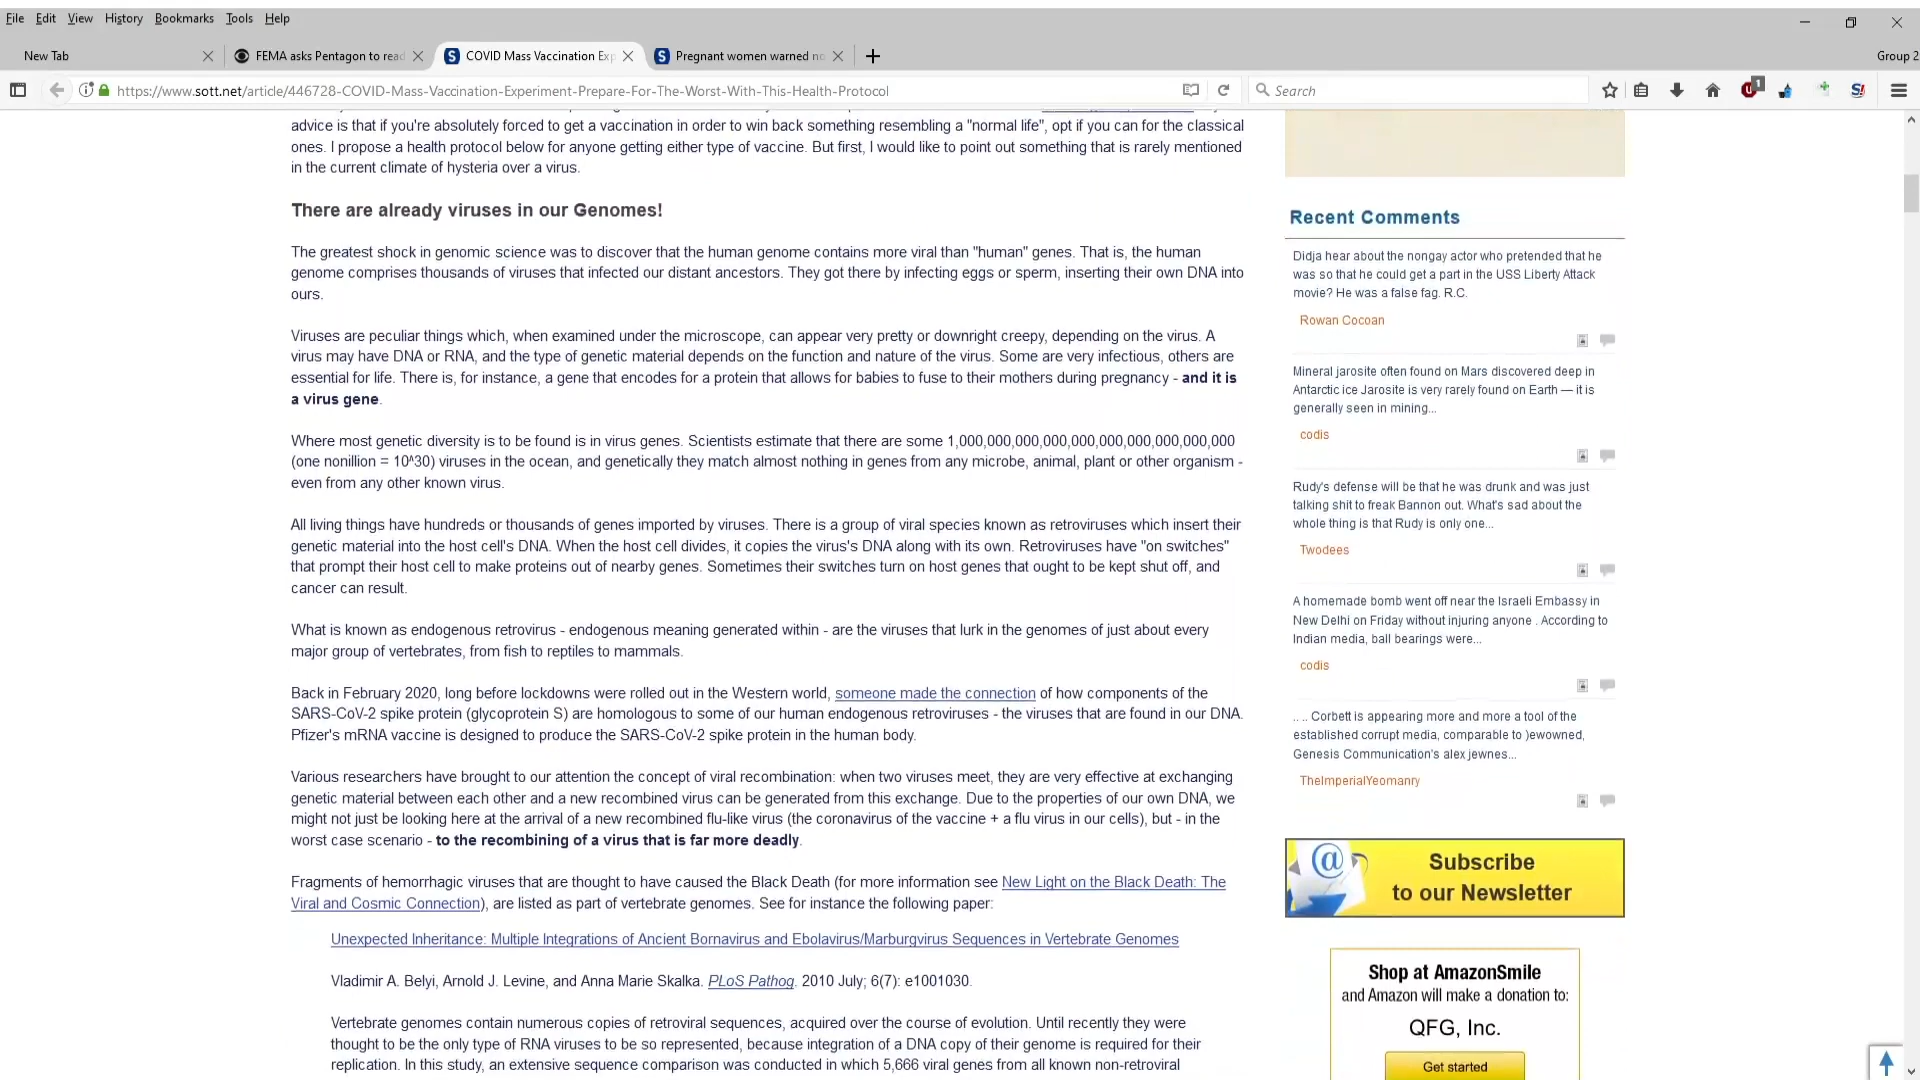 File Edit View History Bookmarks Tools Help
New Tab
FEMA asks Pentagon to read
COVID Mass Vaccination Exp
Pregnant women warned no
Group 2
https://www.sott.net/article/446728-COVID-Mass-Vaccination-Experiment-Prepare-For-The-Worst-With-This-Health-Protocol
Search
1
advice is that if you're absolutely forced to get a vaccination in order to win back something resembling a "normal life", opt if you can for the classical
ones. I propose a health protocol below for anyone getting either type of vaccine. But first, I would like to point out something that is rarely mentioned
in the current climate of hysteria over a virus.
There are already viruses in our Genomes!
The greatest shock in genomic science was to discover that the human genome contains more viral than "human" genes. That is, the human
genome comprises thousands of viruses that infected our distant ancestors. They got there by infecting eggs or sperm, inserting their own DNA into
ours.
Viruses are peculiar things which, when examined under the microscope, can appear very pretty or downright creepy, depending on the virus. A
virus may have DNA or RNA, and the type of genetic material depends on the function and nature of the virus. Some are very infectious, others are
essential for life. There is, for instance, a gene that encodes for a protein that allows for babies to fuse to their mothers during pregnancy - and it is
a virus gene.
Where most genetic diversity is to be found is in virus genes. Scientists estimate that there are some 1,000,000,000,000,000,000,000,000,000,000
(one nonillion = 10^30) viruses in the ocean, and genetically they match almost nothing in genes from any microbe, animal, plant or other organism -
even from any other known virus.
All living things have hundreds or thousands of genes imported by viruses. There is a group of viral species known as retroviruses which insert their
genetic material into the host cell's DNA. When the host cell divides, it copies the virus's DNA along with its own. Retroviruses have "on switches"
that prompt their host cell to make proteins out of nearby genes. Sometimes their switches turn on host genes that ought to be kept shut off, and
cancer can result.
What is known as endogenous retrovirus - endogenous meaning generated within - are the viruses that lurk in the genomes of just about every
major group of vertebrates, from fish to reptiles to mammals.
Back in February 2020, long before lockdowns were rolled out in the Western world, someone made the connection of how components of the
SARS-CoV-2 spike protein (glycoprotein S) are homologous to some of our human endogenous retroviruses - the viruses that are found in our DNA.
Pfizer's mRNA vaccine is designed to produce the SARS-CoV-2 spike protein in the human body.
Various researchers have brought to our attention the concept of viral recombination: when two viruses meet, they are very effective at exchanging
genetic material between each other and a new recombined virus can be generated from this exchange. Due to the properties of our own DNA, we
might not just be looking here at the arrival of a new recombined flu-like virus (the coronavirus of the vaccine + a flu virus in our cells), but - in the
worst case scenario - to the recombining of a virus that is far more deadly.
Fragments of hemorrhagic viruses that are thought to have caused the Black Death (for more information see New Light on the Black Death: The
Viral and Cosmic Connection), are listed as part of vertebrate genomes. See for instance the following paper:
Unexpected Inheritance: Multiple Integrations of Ancient Bornavirus and Ebolavirus/Marburgvirus Sequences in Vertebrate Genomes
Vladimir A. Belyi, Arnold J. Levine, and Anna Marie Skalka. PLoS Pathog. 2010 July; 6(7): e1001030.
Vertebrate genomes contain numerous copies of retroviral sequences, acquired over the course of evolution. Until recently they were
thought to be the only type of RNA viruses to be so represented, because integration of a DNA copy of their genome is required for their
replication. In this study, an extensive sequence comparison was conducted in which 5,666 viral genes from all known non-retroviral
Recent Comments
Didja hear about the nongay actor who pretended that he
was so that he could get a part in the USS Liberty Attack
movie? He was a false fag. R.C.
Rowan Cocoan
Mineral jarosite often found on Mars discovered deep in
Antarctic ice Jarosite is very rarely found on Earth — it is
generally seen in mining...
codis
Rudy's defense will be that he was drunk and was just
talking shit to freak Bannon out. What's sad about the
whole thing is that Rudy is only one...
Twodees
A homemade bomb went off near the Israeli Embassy in
New Delhi on Friday without injuring anyone . According to
Indian media, ball bearings were...
codis
.. .. Corbett is appearing more and more a tool of the
established corrupt media, comparable to )ewowned,
Genesis Communication's alex jewnes...
TheImperialYeomanry
Subscribe
to our Newsletter
Shop at AmazonSmile
and Amazon will make a donation to:
QFG, Inc.
Get started